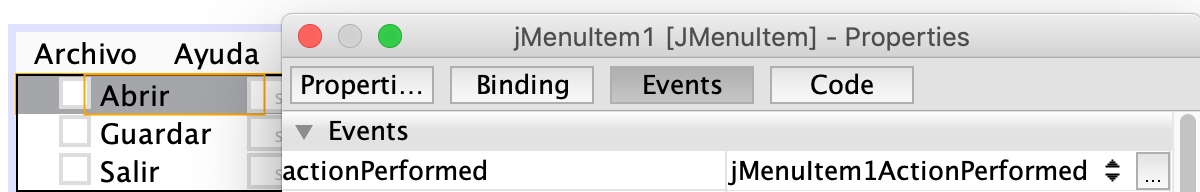 jMenuItem1 [JMenuItem] - Properties
Archivo Ayuda
Properti... Binding Events Code
Abrir s
Guardar s
Salir s
Events
actionPerformed jMenuItem1ActionPerformed ...